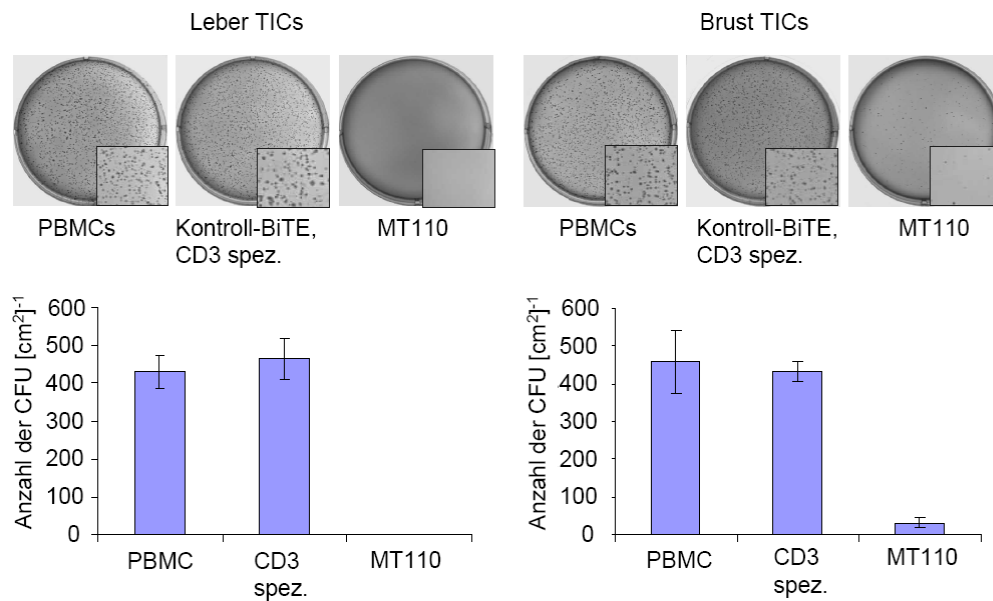 Leber TICs
Brust TICs
PBMCs
Kontroll-BiTE,
CD3 spez.
MT110
PBMCs
Kontroll-BiTE,
CD3 spez.
MT110
Anzahl der CFU [cm²]⁻¹
600
500
400
300
200
100
0
PBMC
CD3
spez.
MT110
Anzahl der CFU [cm²]⁻¹
600
500
400
300
200
100
0
PBMC
CD3
spez.
MT110